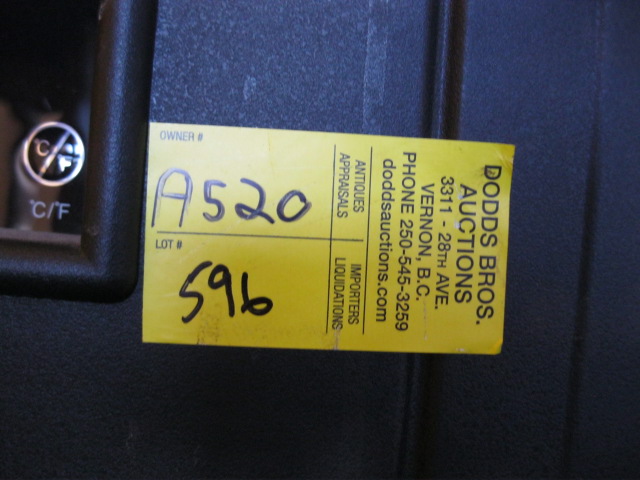 °C °F
°C/F
OWNER #
A520
LOT #
596
ANTIQUES
APPRAISALS
IMPORTERS
LIQUIDATIONS
DODDS BROS.
AUCTIONS
3311 - 28TH AVE.
VERNON, B.C.
PHONE 250-545-3259
doddsauctions.com